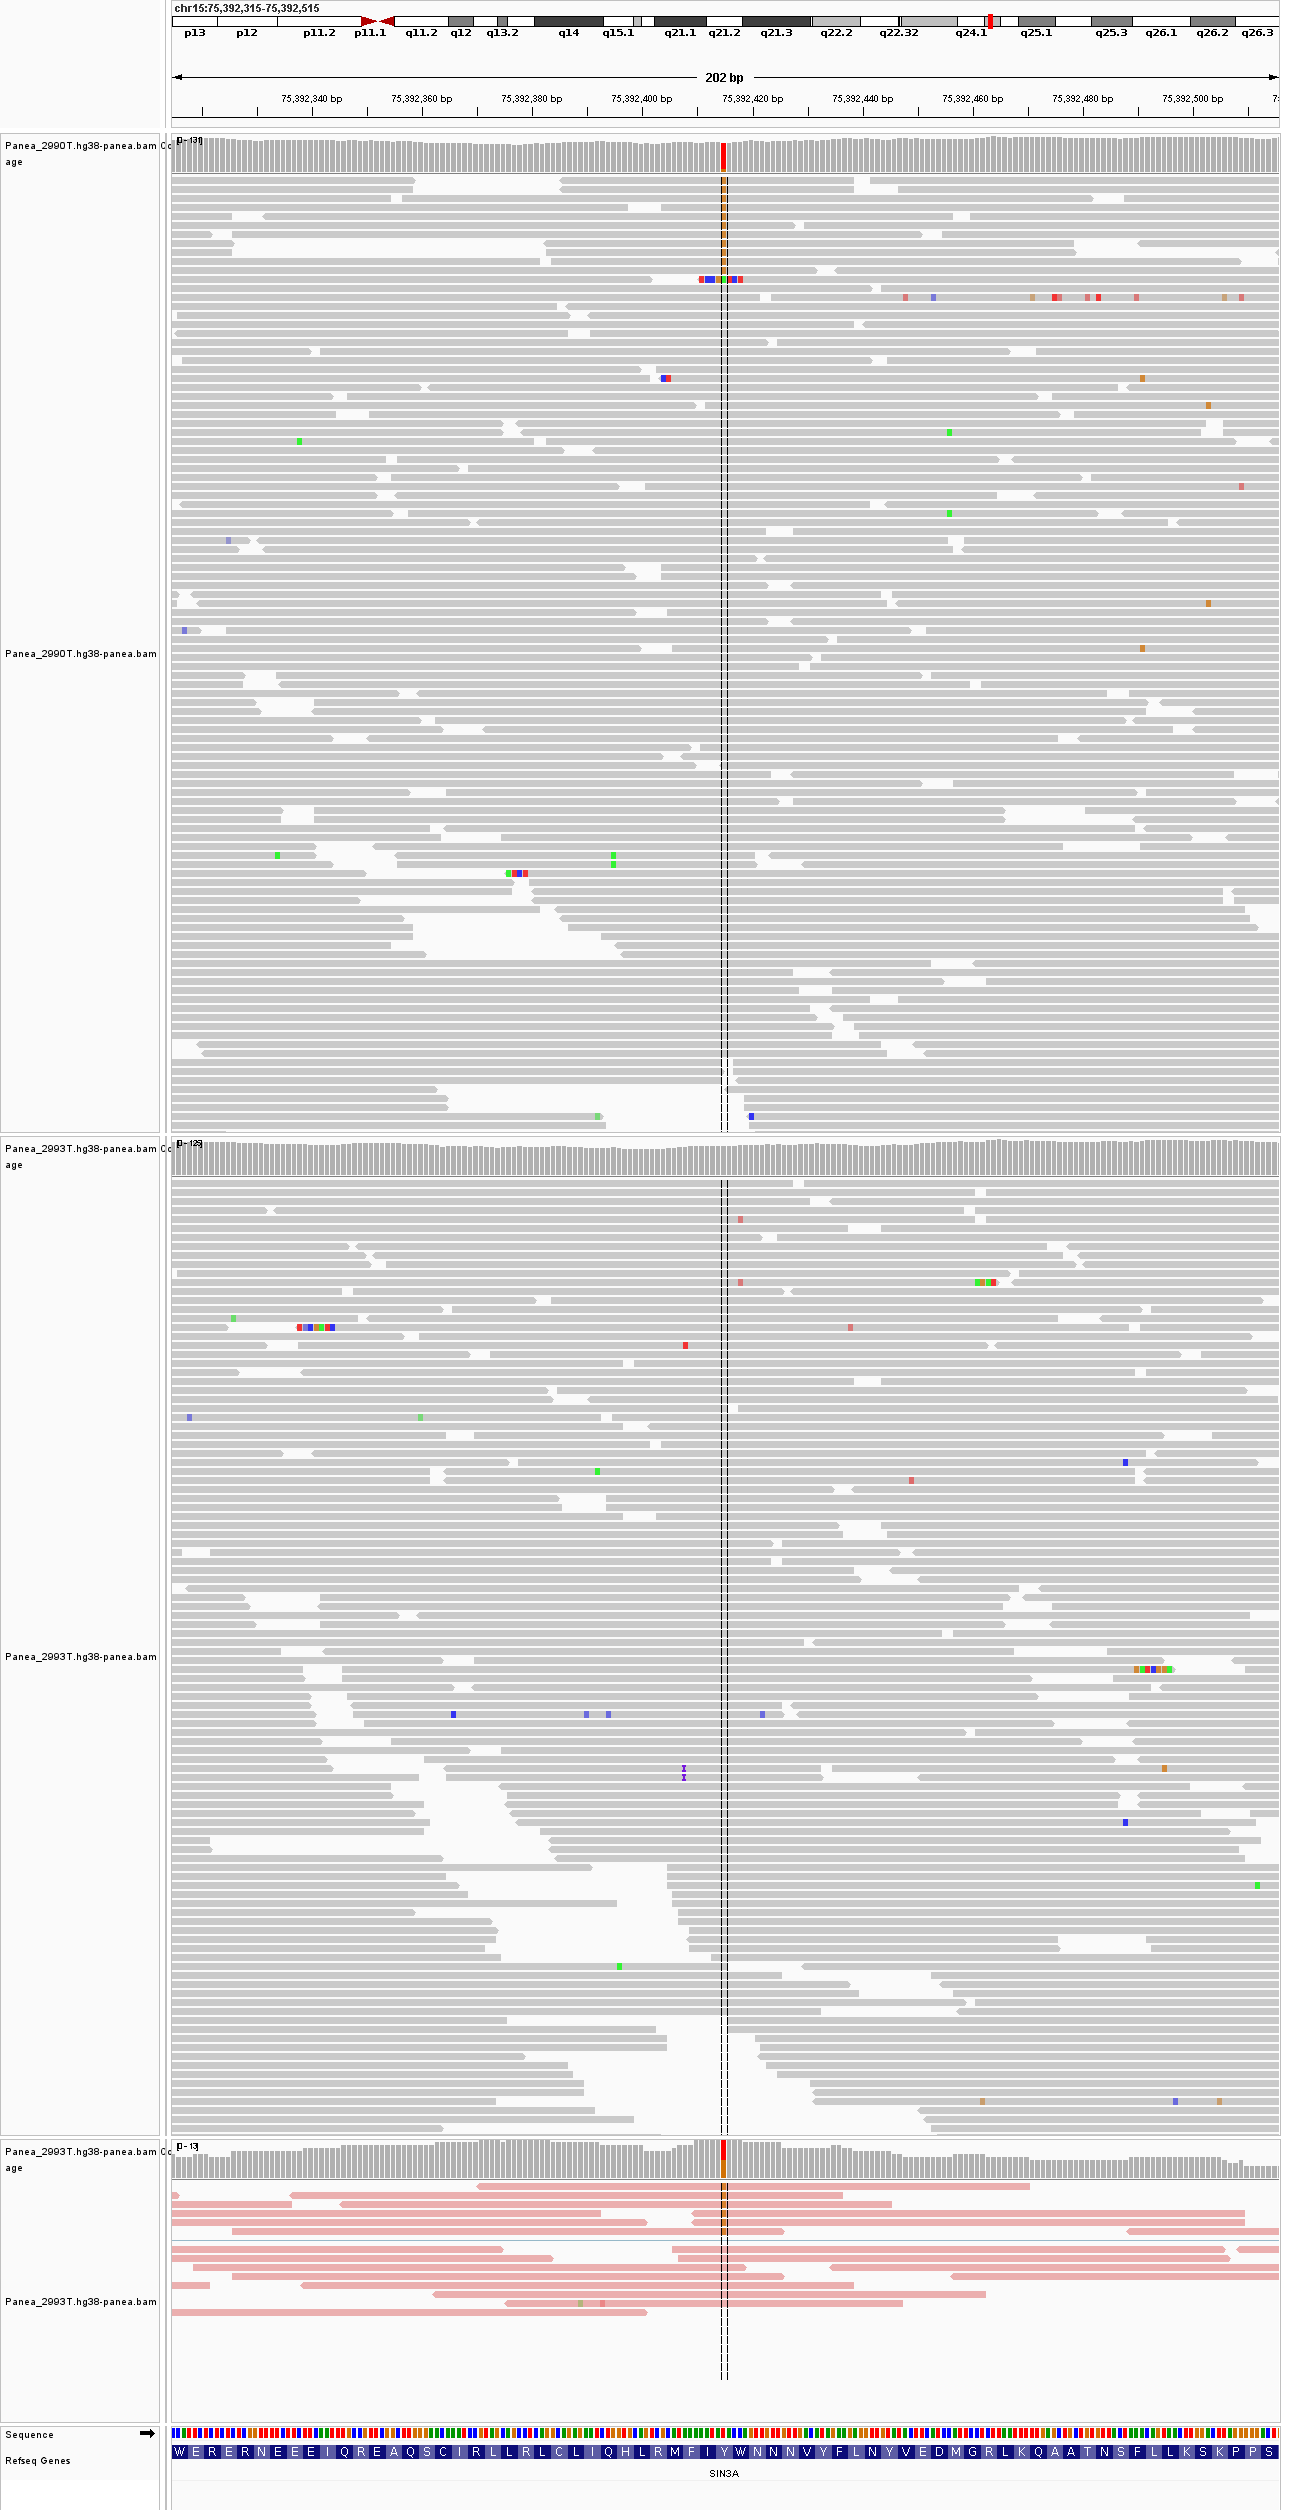 chr15:75,392,315-75,392,515
p13 p12 p11.2 p11.1 q11.2 q12 q13.2 q14 q15.1 q21.1 q21.2 q21.3 q22.2 q22.32 q24.1 q25.1 q25.3 q26.1 q26.2 q26.3
202 bp
75,392,340 bp 75,392,360 bp 75,392,380 bp 75,392,400 bp 75,392,420 bp 75,392,440 bp 75,392,460 bp 75,392,480 bp 75,392,500 bp
Panea_2990T.hg38-panea.bam Co
age
[0 - 131]
Panea_2990T.hg38-panea.bam
Panea_2993T.hg38-panea.bam Co
age
[0 - 125]
Panea_2993T.hg38-panea.bam
Panea_2993T.hg38-panea.bam Co
age
[0 - 13]
Panea_2993T.hg38-panea.bam
Sequence
Refseq Genes
W E R E R N E E E I Q R E A Q S C I R L L R L C L I Q H L R M F I Y W N N N V Y F L N Y V E D M G R L K Q A A T N S F L L K S K P P S
SIN3A